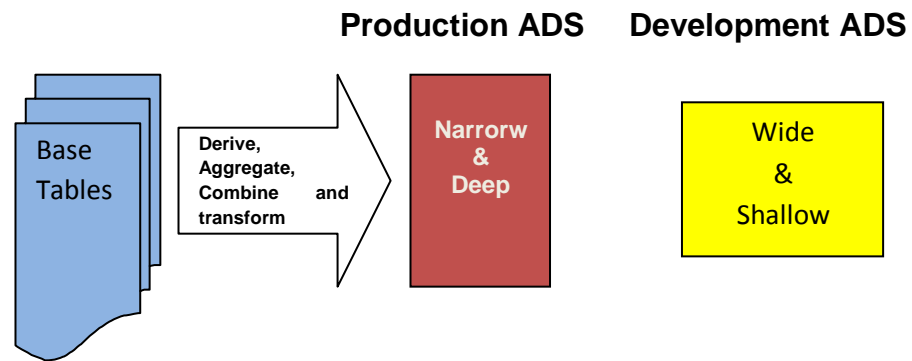 Production ADS
Development ADS
Base
Tables
Derive,
Aggregate,
Combine and
transform
Narrorw
&
Deep
Wide
&
Shallow